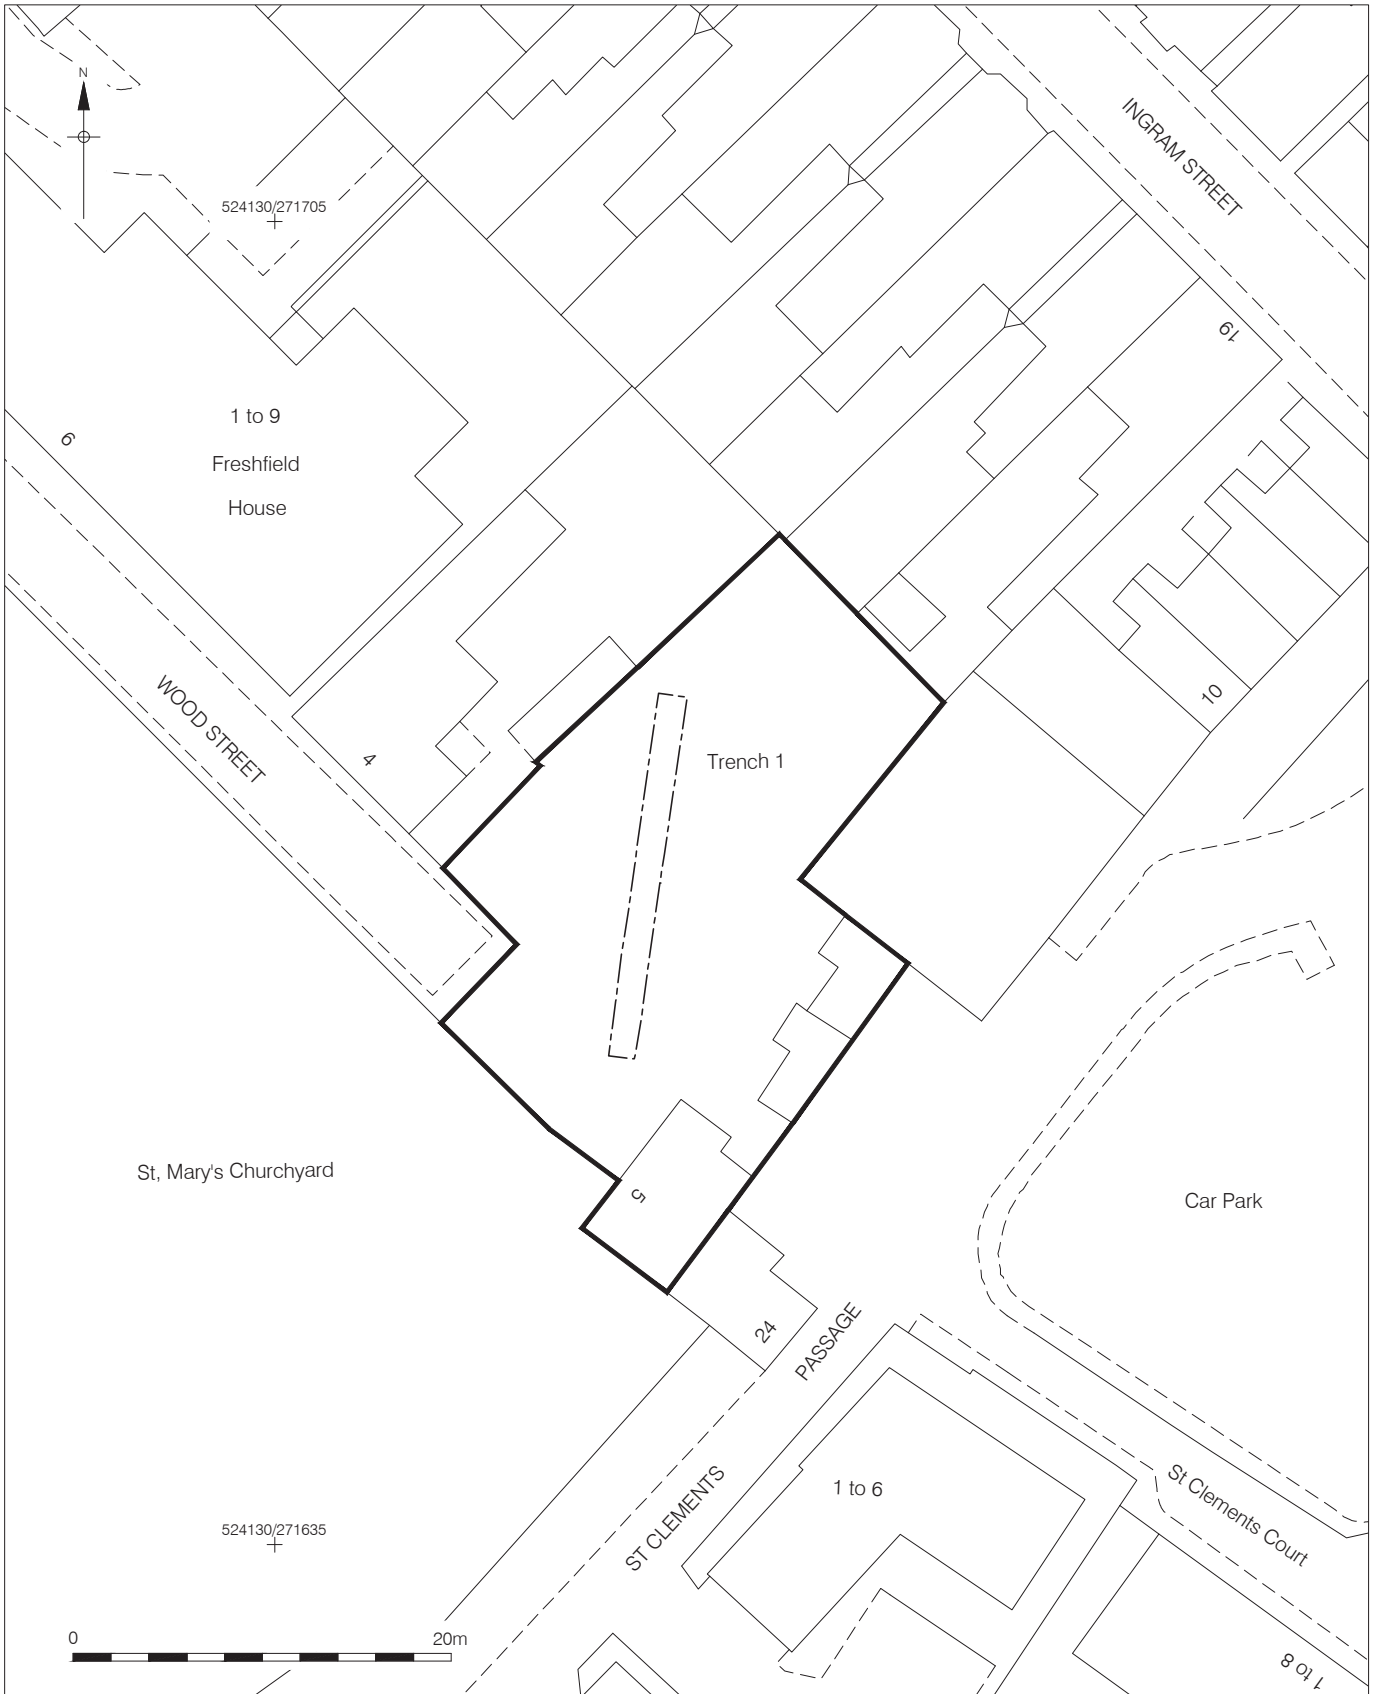 N
INGRAM STREET
524130/271705
19
1 to 9
Freshfield
House
6
10
WOOD STREET
4
Trench 1
St, Mary's Churchyard
5
Car Park
24
PASSAGE
ST CLEMENTS
1 to 6
St Clements Court
524130/271635
0 20m
1 to 8